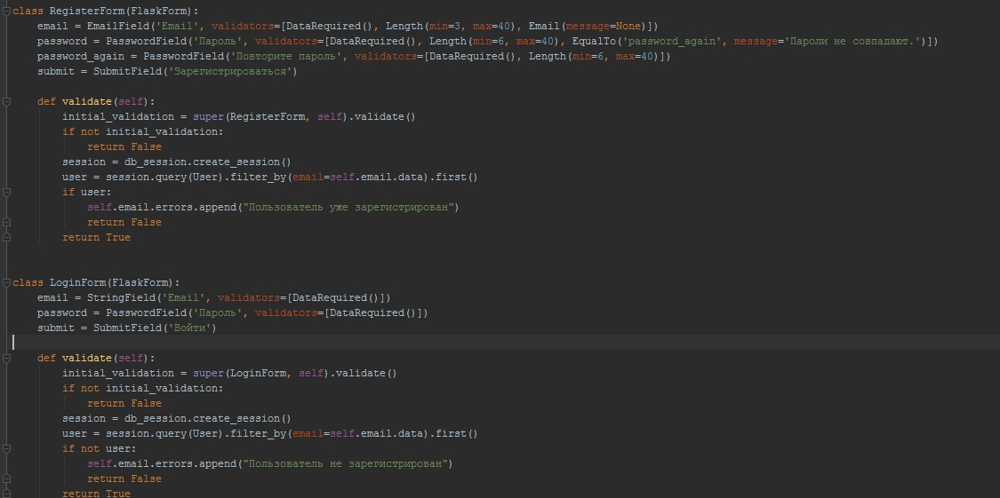 class RegisterForm(FlaskForm):
    email = EmailField('Email', validators=[DataRequired(), Length(min=3, max=40), Email(message=None)])
    password = PasswordField('Пароль', validators=[DataRequired(), Length(min=6, max=40), EqualTo('password_again', message='Пароли не совпадают.')])
    password_again = PasswordField('Повторите пароль', validators=[DataRequired(), Length(min=6, max=40)])
    submit = SubmitField('Зарегистрироваться')
    def validate(self):
        initial_validation = super(RegisterForm, self).validate()
        if not initial_validation:
            return False
        session = db_session.create_session()
        user = session.query(User).filter_by(email=self.email.data).first()
        if user:
            self.email.errors.append("Пользователь уже зарегистрирован")
            return False
        return True
class LoginForm(FlaskForm):
    email = StringField('Email', validators=[DataRequired()])
    password = PasswordField('Пароль', validators=[DataRequired()])
    submit = SubmitField('Войти')
    def validate(self):
        initial_validation = super(LoginForm, self).validate()
        if not initial_validation:
            return False
        session = db_session.create_session()
        user = session.query(User).filter_by(email=self.email.data).first()
        if not user:
            self.email.errors.append("Пользователь не зарегистрирован")
            return False
        return True